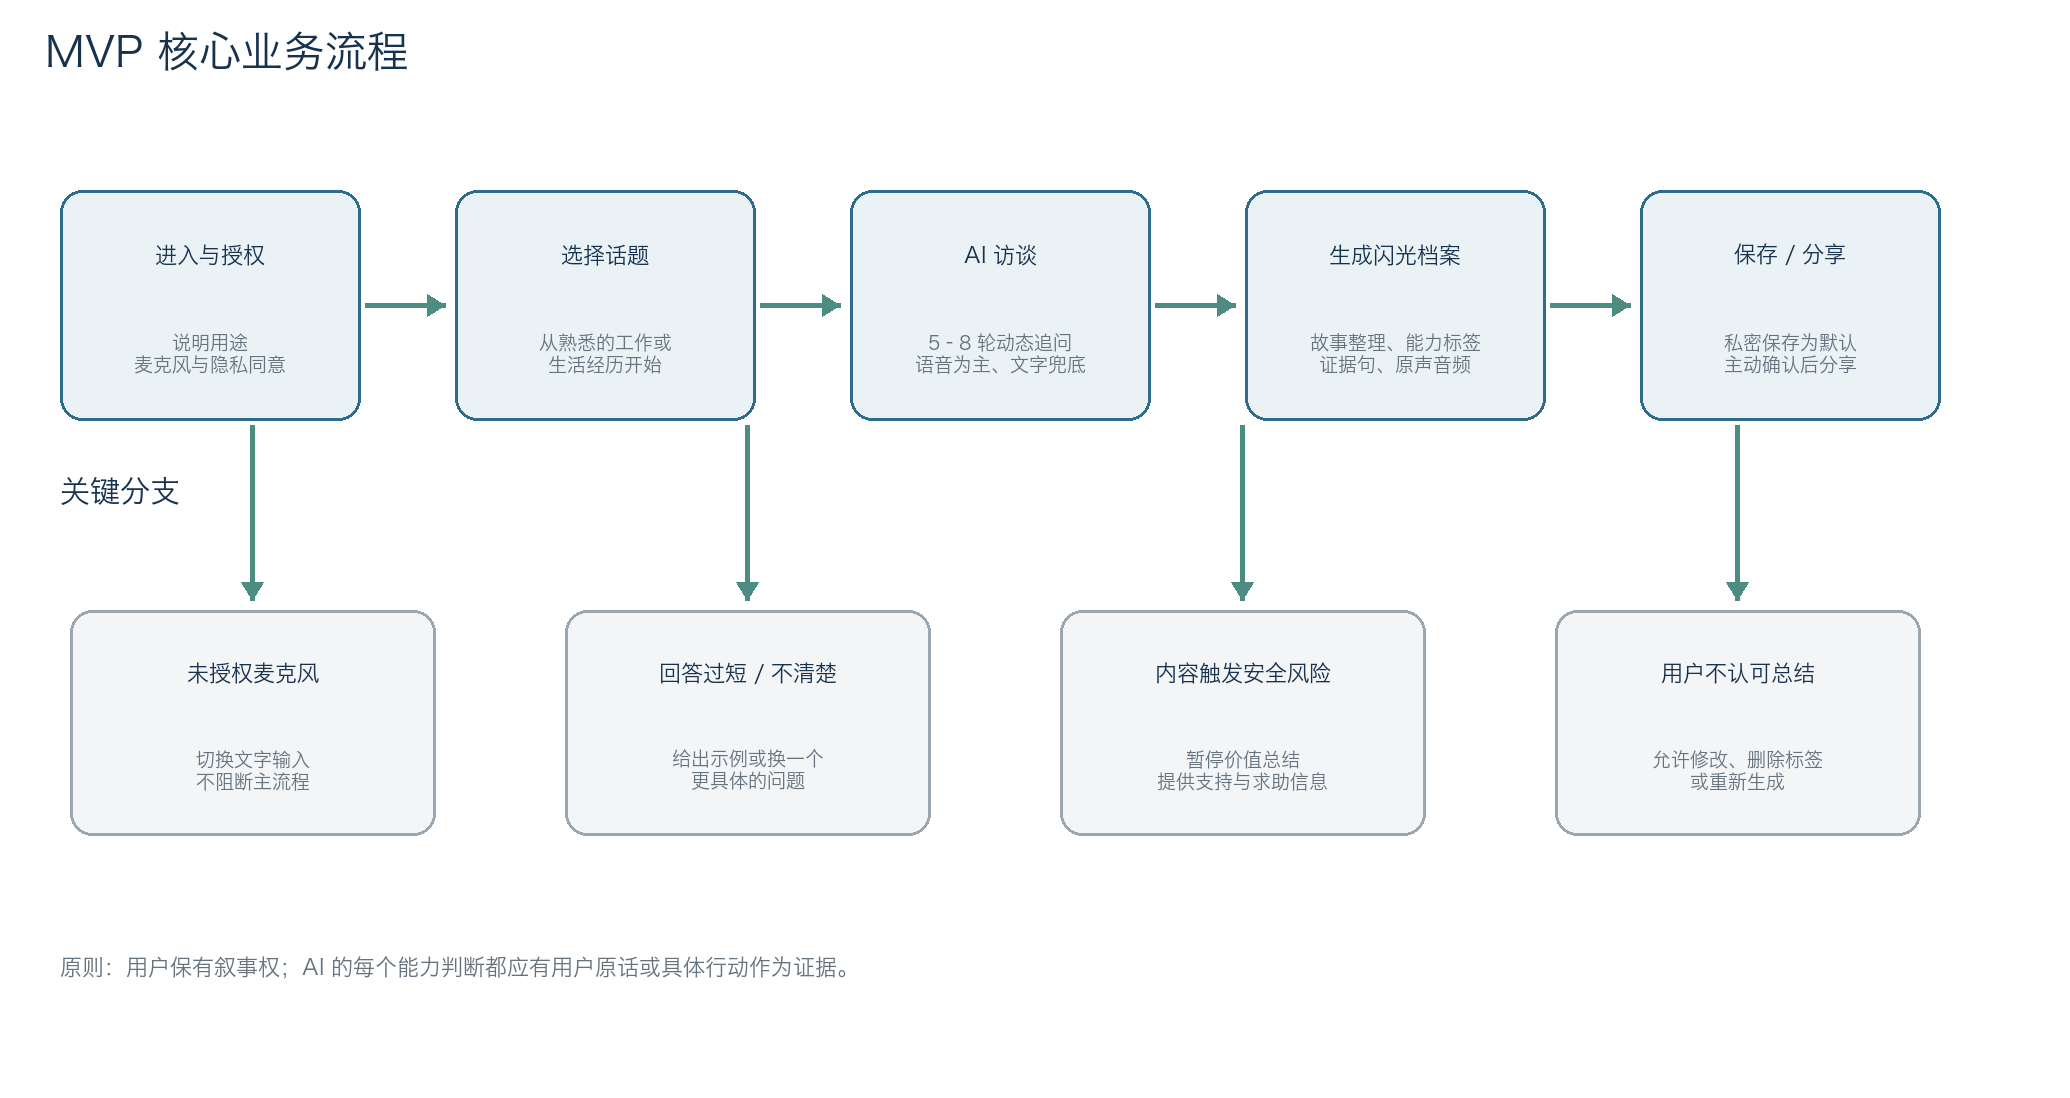 MVP 核心业务流程
进入与授权
说明用途
麦克风与隐私同意
选择话题
从熟悉的工作或
生活经历开始
AI 访谈
5 - 8 轮动态追问
语音为主、文字兜底
生成闪光档案
故事整理、能力标签
证据句、原声音频
保存 / 分享
私密保存为默认
主动确认后分享
关键分支
未授权麦克风
切换文字输入
不阻断主流程
回答过短 / 不清楚
给出示例或换一个
更具体的问题
内容触发安全风险
暂停价值总结
提供支持与求助信息
用户不认可总结
允许修改、删除标签
或重新生成
原则：用户保有叙事权；AI 的每个能力判断都应有用户原话或具体行动作为证据。